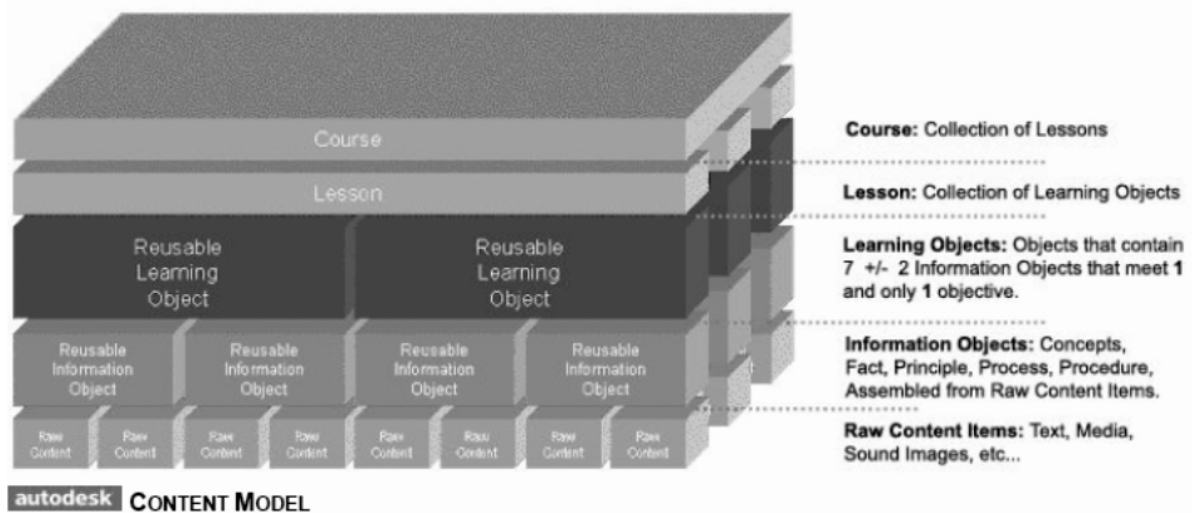 Course
Course: Collection of Lessons
Lesson
Lesson: Collection of Learning Objects
Reusable
Learning
Object
Reusable
Learning
Object
Learning Objects: Objects that contain
7 +/- 2 Information Objects that meet 1
and only 1 objective.
Reusable
Information
Object
Reusable
Information
Object
Reusable
Information
Object
Reusable
Information
Object
Information Objects: Concepts,
Fact, Principle, Process, Procedure,
Assembled from Raw Content Items.
Raw
Content
Raw
Content
Raw
Content
Raw
Content
Raw
Content
Raw
Content
Raw
Content
Raw
Content
Raw Content Items: Text, Media,
Sound Images, etc...
autodesk CONTENT MODEL